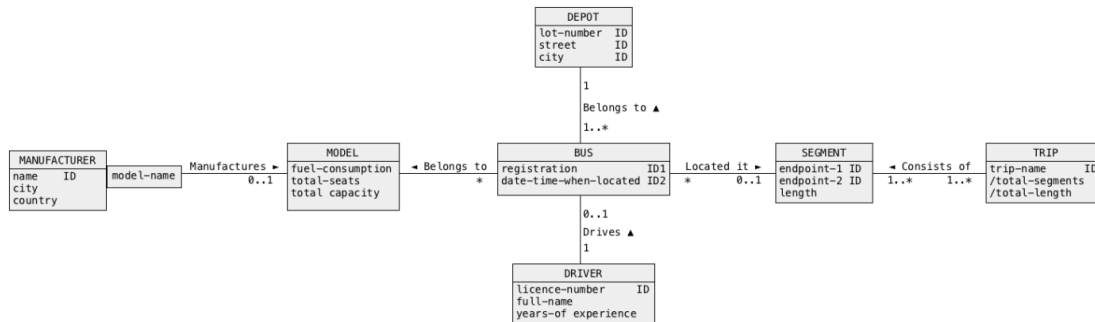 DEPOT
lot-number ID
street ID
city ID
1
Belongs to ▲
1..*
MANUFACTURER
name ID
city
country
model-name
Manufactures ►
0..1
MODEL
fuel-consumption
total-seats
total capacity
◄ Belongs to
*
BUS
registration ID1
date-time-when-located ID2
Located it ►
* 0..1
SEGMENT
endpoint-1 ID
endpoint-2 ID
length
◄ Consists of
1..* 1..*
TRIP
trip-name ID
/total-segments
/total-length
0..1
Drives ▲
1
DRIVER
licence-number ID
full-name
years-of experience